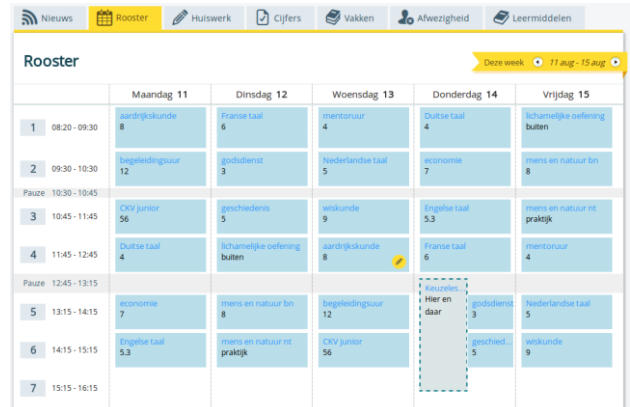 Nieuws Rooster Huiswerk Cijfers Vakken Afwezigheid Leermiddelen
Rooster
Deze week 11 aug - 15 aug
Maandag 11 Dinsdag 12 Woensdag 13 Donderdag 14 Vrijdag 15
1 08:20 - 09:30
aardrijkskunde
8
Franse taal
6
mentoruur
4
Duitse taal
4
lichamelijke oefening
buiten
2 09:30 - 10:30
begeleidingsuur
12
godsdienst
3
Nederlandse taal
5
economie
7
mens en natuur bn
8
Pauze 10:30 - 10:45
3 10:45 - 11:45
CKV junior
56
geschiedenis
5
wiskunde
9
Engelse taal
5.3
mens en natuur nt
praktijk
4 11:45 - 12:45
Duitse taal
4
lichamelijke oefening
buiten
aardrijkskunde
8
Franse taal
6
mentoruur
4
Pauze 12:45 - 13:15
Keuzeles...
Hier en
daar
5 13:15 - 14:15
economie
7
mens en natuur bn
8
begeleidingsuur
12
godsdienst
3
Nederlandse taal
5
6 14:15 - 15:15
Engelse taal
5.3
mens en natuur nt
praktijk
CKV junior
56
geschied...
5
wiskunde
9
7 15:15 - 16:15